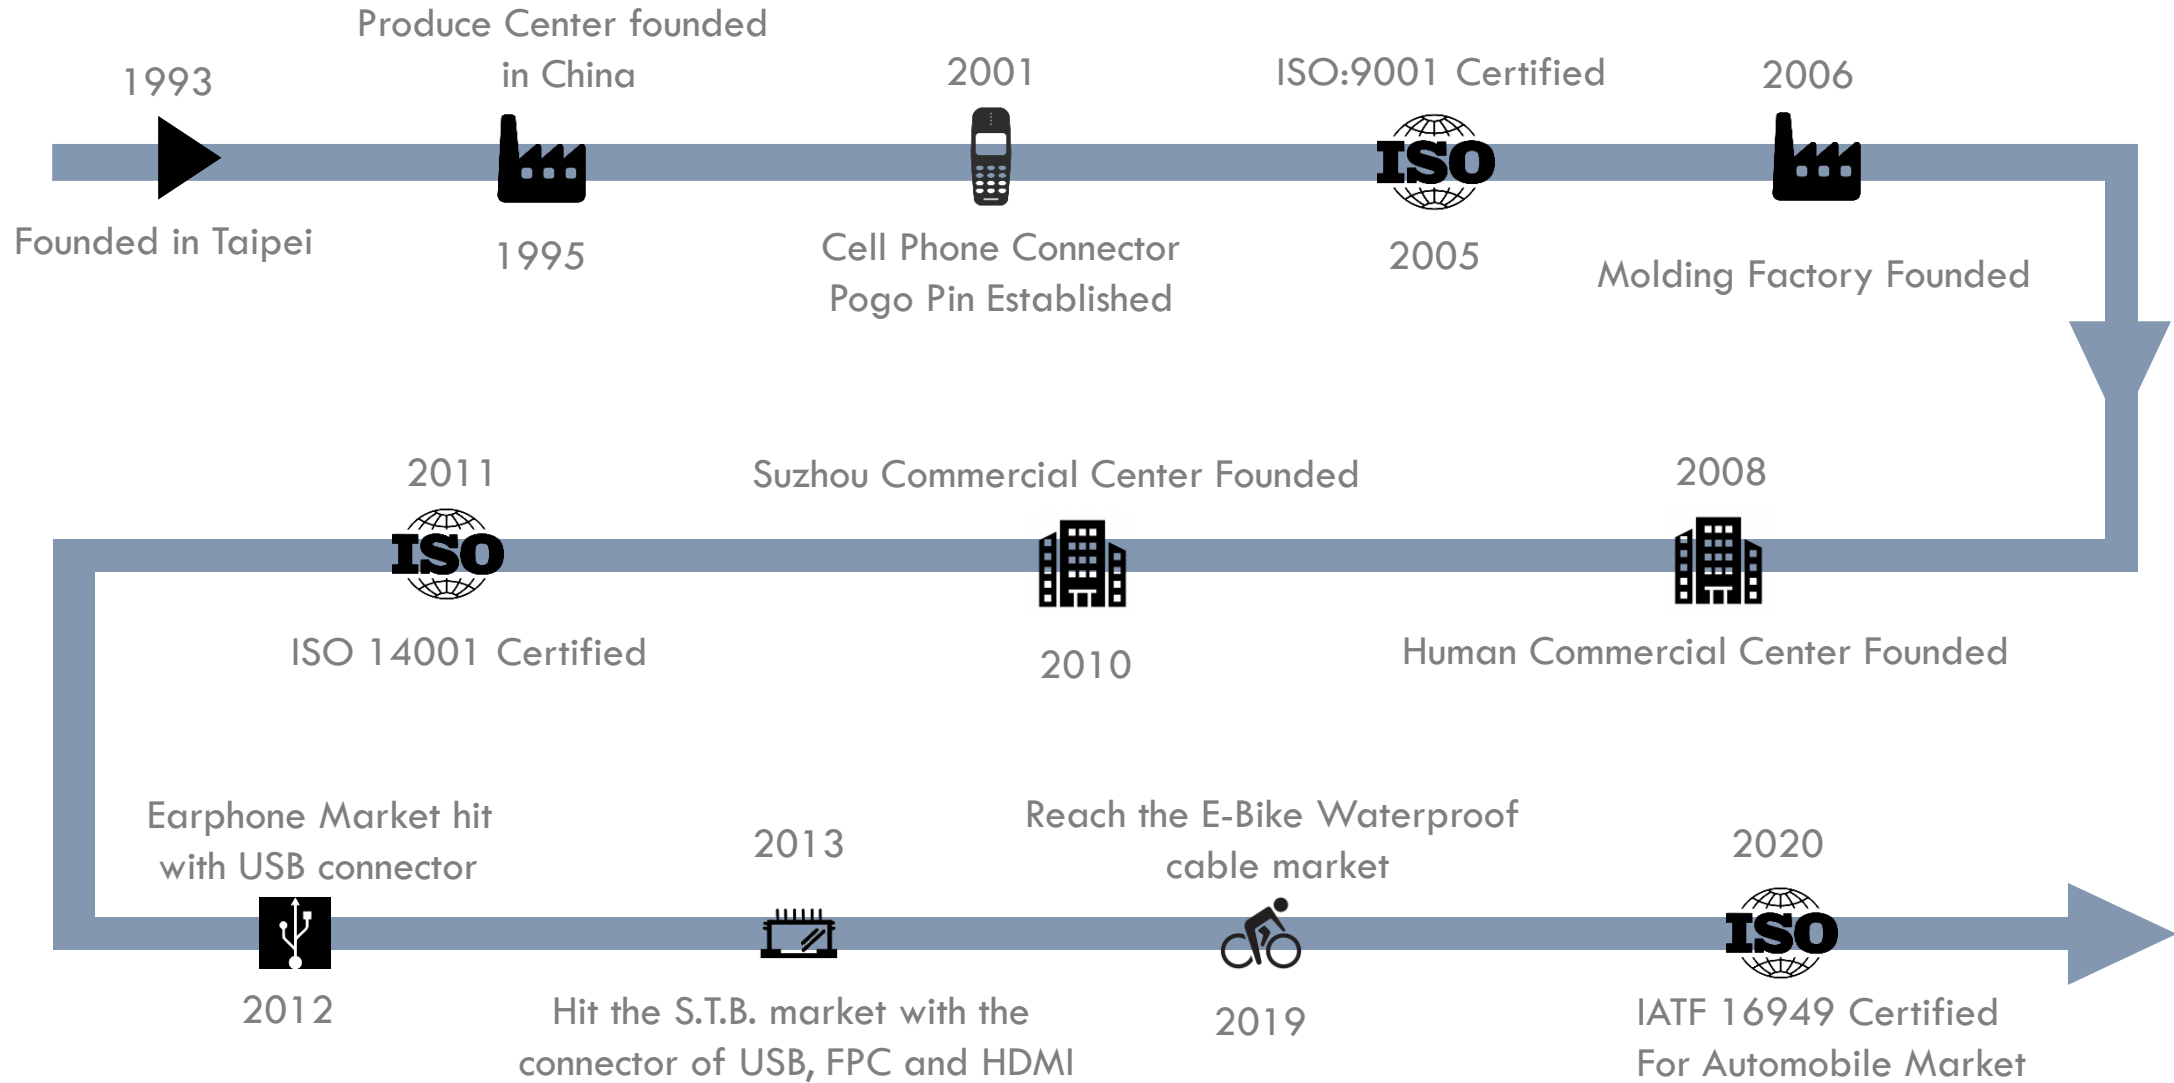 1993
Founded in Taipei
Produce Center founded
in China
1995
2001
Cell Phone Connector
Pogo Pin Established
ISO:9001 Certified
ISO
2005
2006
Molding Factory Founded
2008
Human Commercial Center Founded
Suzhou Commercial Center Founded
2010
2011
ISO
ISO 14001 Certified
Earphone Market hit
with USB connector
2012
2013
Hit the S.T.B. market with the
connector of USB, FPC and HDMI
Reach the E-Bike Waterproof
cable market
2019
2020
ISO
IATF 16949 Certified
For Automobile Market